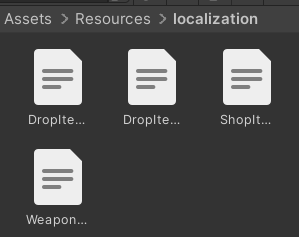 Assets > Resources > localization
DropIte... DropIte... ShopIt...
Weapon...